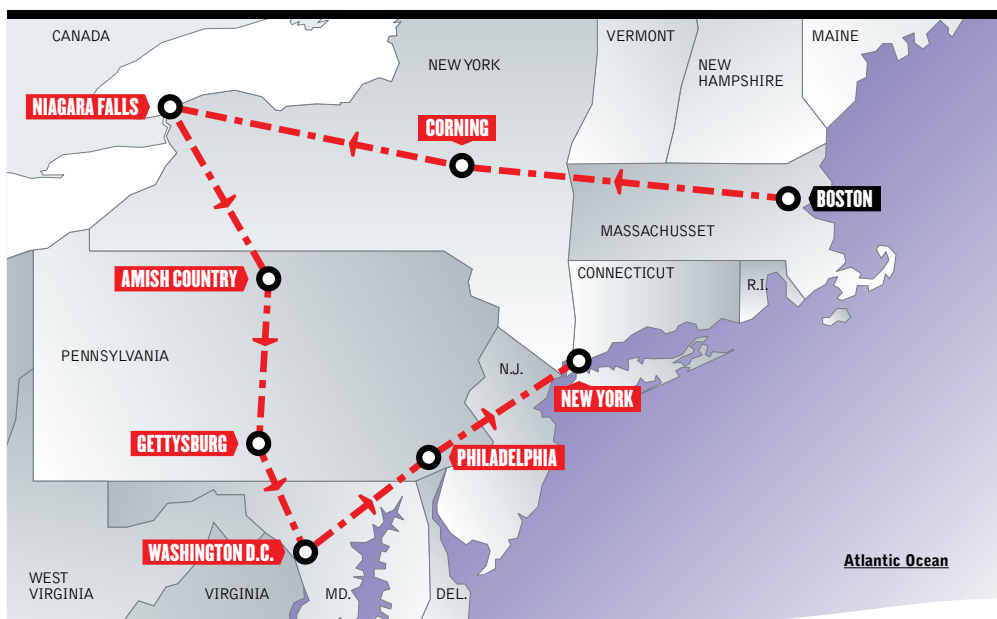 CANADA
VERMONT
MAINE
NEW YORK
NEW
HAMPSHIRE
NIAGARA FALLS
CORNING
BOSTON
MASSACHUSSET
AMISH COUNTRY
CONNECTICUT
R.I.
PENNSYLVANIA
N.J.
NEW YORK
GETTYSBURG
PHILADELPHIA
WASHINGTON D.C.
Atlantic Ocean
WEST
VIRGINIA
VIRGINIA
MD.
DEL.